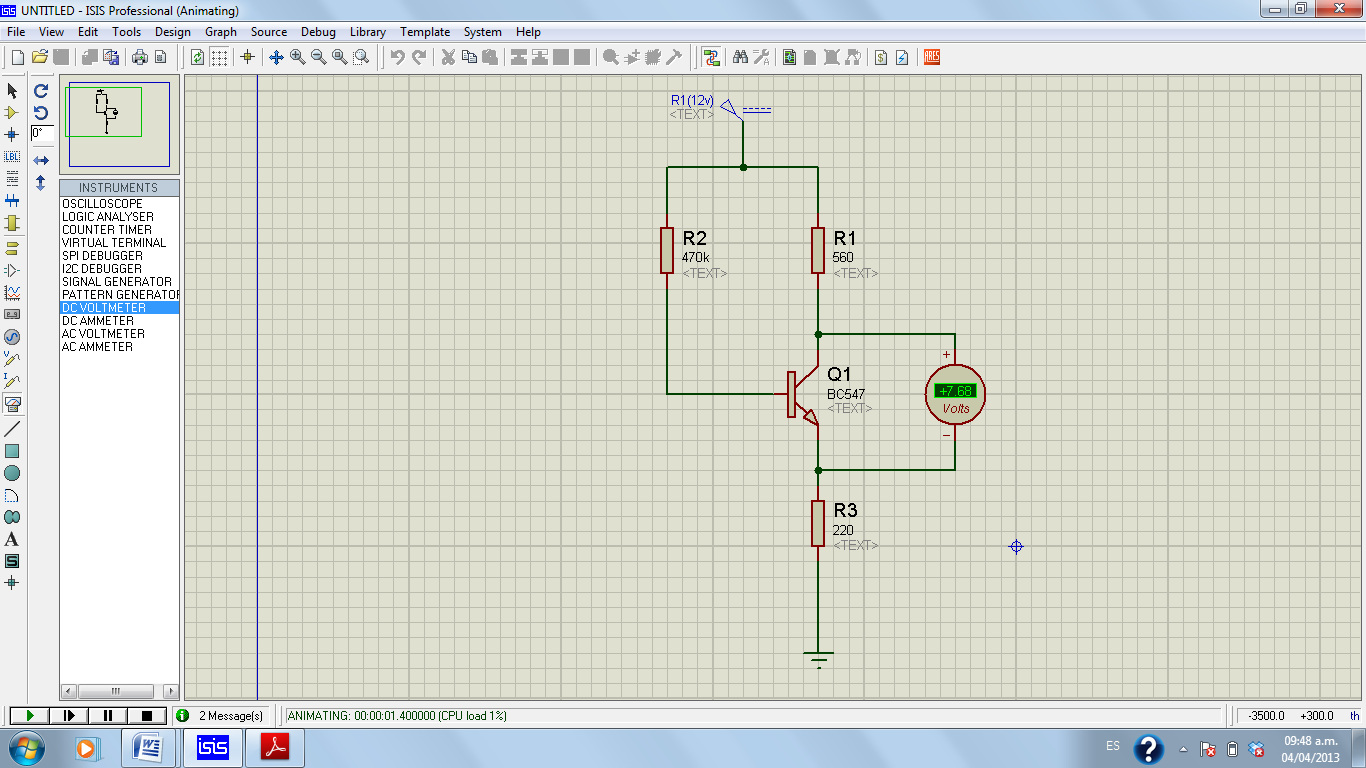 UNTITLED - ISIS Professional (Animating)
File View Edit Tools Design Graph Source Debug Library Template System Help
0°
LBL
INSTRUMENTS
OSCILLOSCOPE
LOGIC ANALYSER
COUNTER TIMER
VIRTUAL TERMINAL
SPI DEBUGGER
I2C DEBUGGER
SIGNAL GENERATOR
PATTERN GENERATOR
DC VOLTMETER
DC AMMETER
AC VOLTMETER
AC AMMETER
R1(12v)
<TEXT>
R2
470k
<TEXT>
R1
560
<TEXT>
Q1
BC547
<TEXT>
+
+7.68
Volts
−
R3
220
<TEXT>
2 Message(s)
ANIMATING: 00:00:01.400000 (CPU load 1%)
-3500.0 +300.0 th
isis
ES
09:48 a.m.
04/04/2013